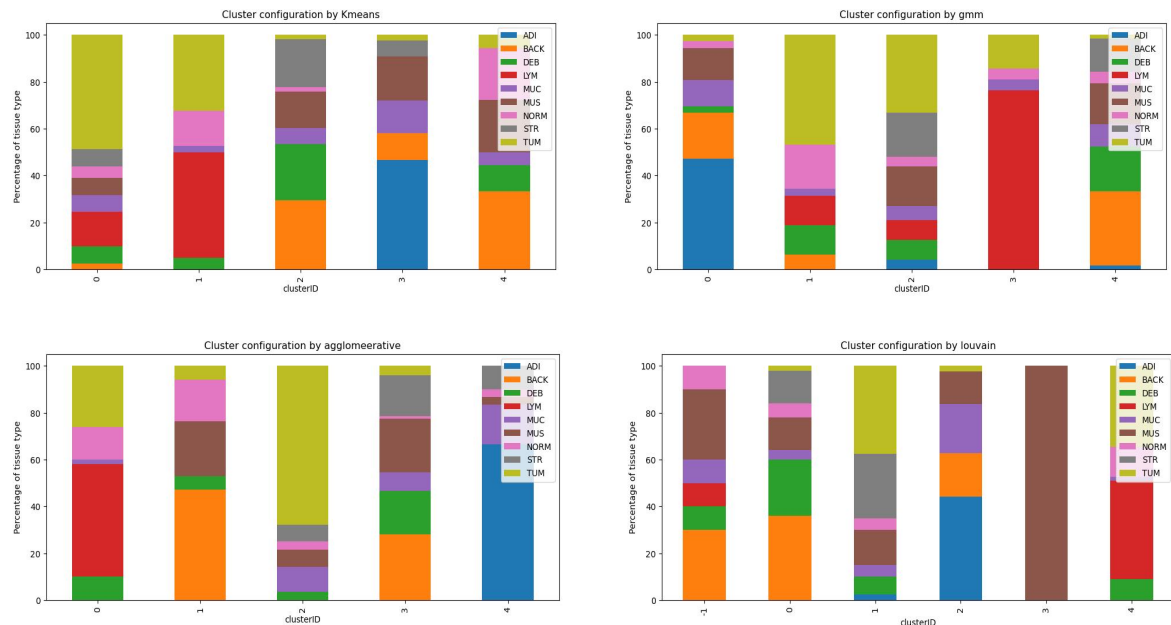 Cluster configuration by Kmeans
Percentage of tissue type
100
80
60
40
20
0
0
1
2
3
4
clusterID
ADI
BACK
DEB
LYM
MUC
MUS
NORM
STR
TUM
Cluster configuration by gmm
Percentage of tissue type
100
80
60
40
20
0
0
1
2
3
4
clusterID
ADI
BACK
DEB
LYM
MUC
MUS
NORM
STR
TUM
Cluster configuration by agglomeerative
Percentage of tissue type
100
80
60
40
20
0
0
1
2
3
4
clusterID
ADI
BACK
DEB
LYM
MUC
MUS
NORM
STR
TUM
Cluster configuration by louvain
Percentage of tissue type
100
80
60
40
20
0
-1
0
1
2
3
4
clusterID
ADI
BACK
DEB
LYM
MUC
MUS
NORM
STR
TUM